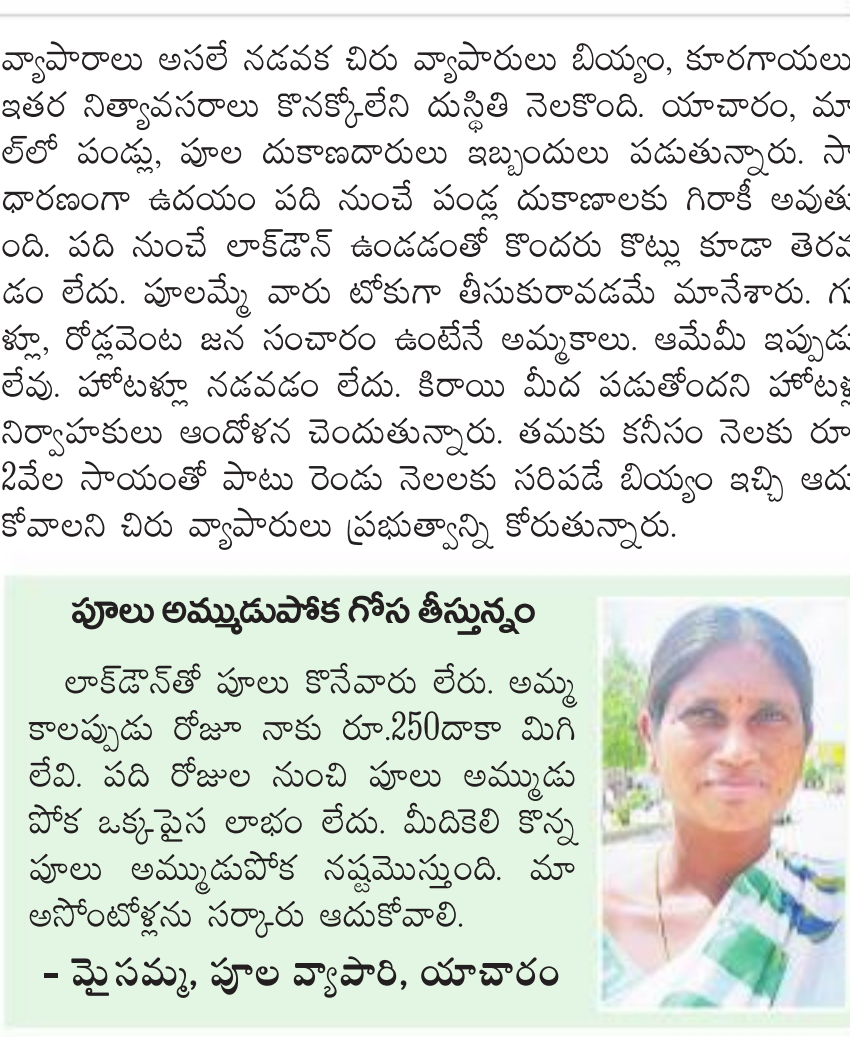 వ్యాపారాలు అసలే నడవక చిరు వ్యాపారులు బియ్యం, కూరగాయలు
ఇతర నిత్యావసరాలు కొనక్కోలేని దుస్థితి నెలకొంది. యాచారం, మా
ల్‌లో పండ్లు, పూల దుకాణదారులు ఇబ్బందులు పడుతున్నారు. సా
ధారణంగా ఉదయం పది నుంచే పండ్ల దుకాణాలకు గిరాకీ అవుతు
ంది. పది నుంచే లాక్‌డౌన్ ఉండడంతో కొందరు కొట్లు కూడా తెరవ
డం లేదు. పూలమ్మే వారు టోకుగా తీసుకురావడమే మానేశారు. గు
ళ్లూ, రోడ్లవెంట జన సంచారం ఉంటేనే అమ్మకాలు. ఆమేమీ ఇప్పుడు
లేవు. హోటళ్లూ నడవడం లేదు. కిరాయి మీద పడుతోందని హోటళ్ల
నిర్వాహకులు ఆందోళన చెందుతున్నారు. తమకు కనీసం నెలకు రూ
2వేల సాయంతో పాటు రెండు నెలలకు సరిపడే బియ్యం ఇచ్చి ఆదు
కోవాలని చిరు వ్యాపారులు ప్రభుత్వాన్ని కోరుతున్నారు.
పూలు అమ్ముడుపోక గోస తీస్తున్నం
లాక్‌డౌన్‌తో పూలు కొనేవారు లేరు. అమ్మ
కాలప్పుడు రోజూ నాకు రూ.250దాకా మిగి
లేవి. పది రోజుల నుంచి పూలు అమ్ముడు
పోక ఒక్కపైస లాభం లేదు. మీదికెలి కొన్న
పూలు అమ్ముడుపోక నష్టమొస్తుంది. మా
అసోంటోళ్లను సర్కారు ఆదుకోవాలి.
- మైసమ్మ, పూల వ్యాపారి, యాచారం